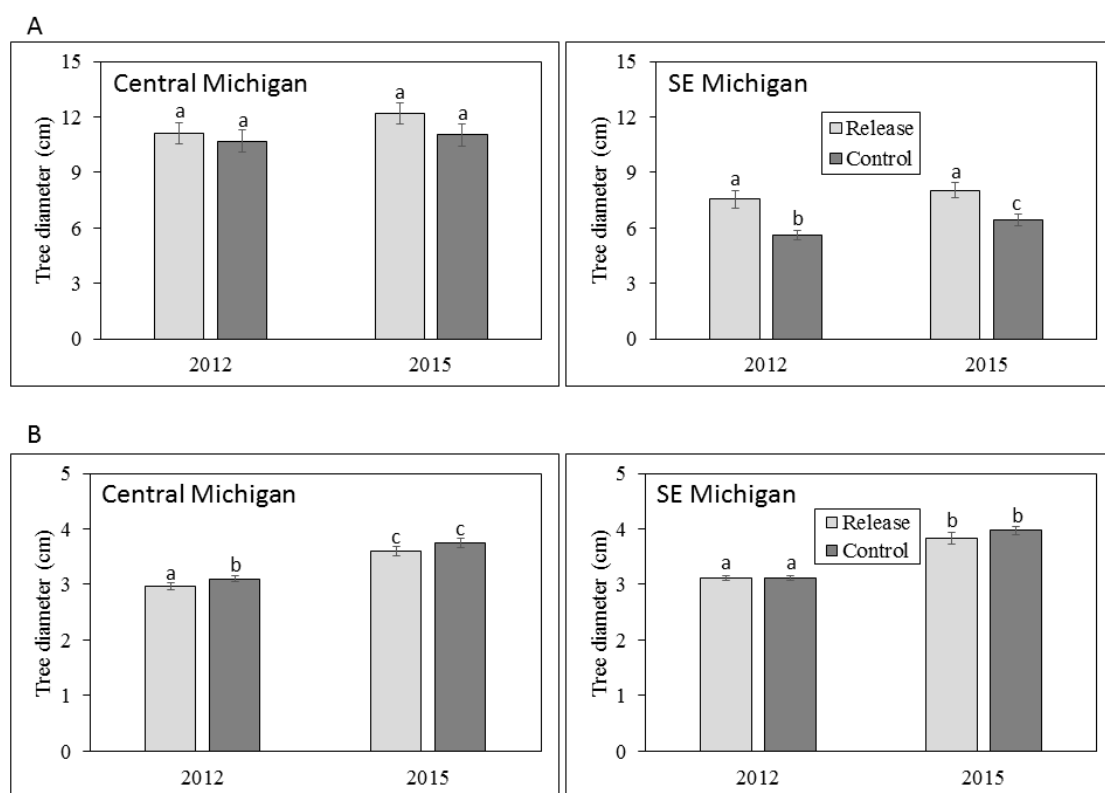 A
Tree diameter (cm)
15
12
9
6
3
0
Central Michigan
a
a
a
a
2012
2015
Tree diameter (cm)
15
12
9
6
3
0
SE Michigan
Release
Control
a
b
a
c
2012
2015
B
Tree diameter (cm)
5
4
3
2
1
0
Central Michigan
a
b
c
c
2012
2015
Tree diameter (cm)
5
4
3
2
1
0
SE Michigan
Release
Control
a
a
b
b
2012
2015